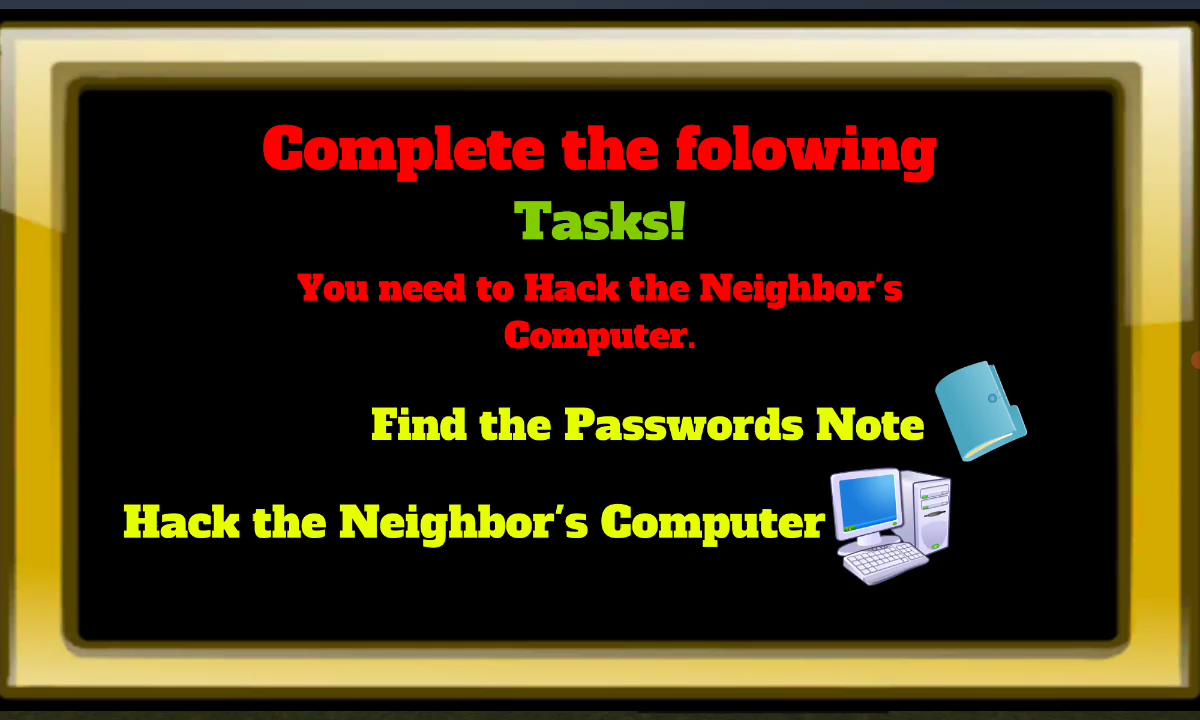 Complete the folowing
Tasks!
You need to Hack the Neighbor's
Computer.
Find the Passwords Note
Hack the Neighbor's Computer